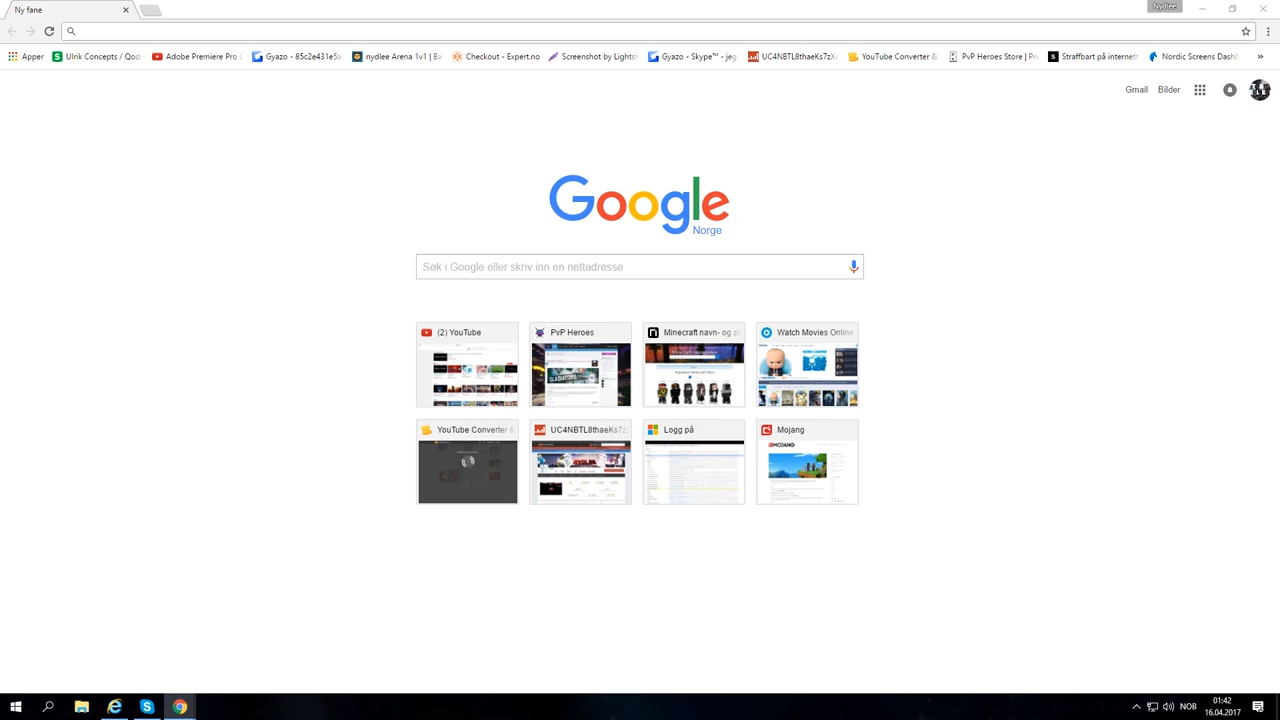 Ny fane
Nydlee
Apper
Ulrik Concepts / Qod
Adobe Premiere Pro
Gyazo - 85c2e431e5a
nydlee Arena 1v1 | Ba
Checkout - Expert.no
Screenshot by Lights
Gyazo - Skype™ - jeg
UC4NBTL8thaeKs7zX
YouTube Converter &
PvP Heroes Store | Pre
Straffbart på internett
Nordic Screens Dashb
»
Gmail Bilder
Google
Norge
Søk i Google eller skriv inn en nettadresse
(2) YouTube
PvP Heroes
Minecraft navn- og sk
Watch Movies Online
YouTube Converter &
UC4NBTL8thaeKs7z
Logg på
Mojang
MOJANG
NOB
01:42
16.04.2017